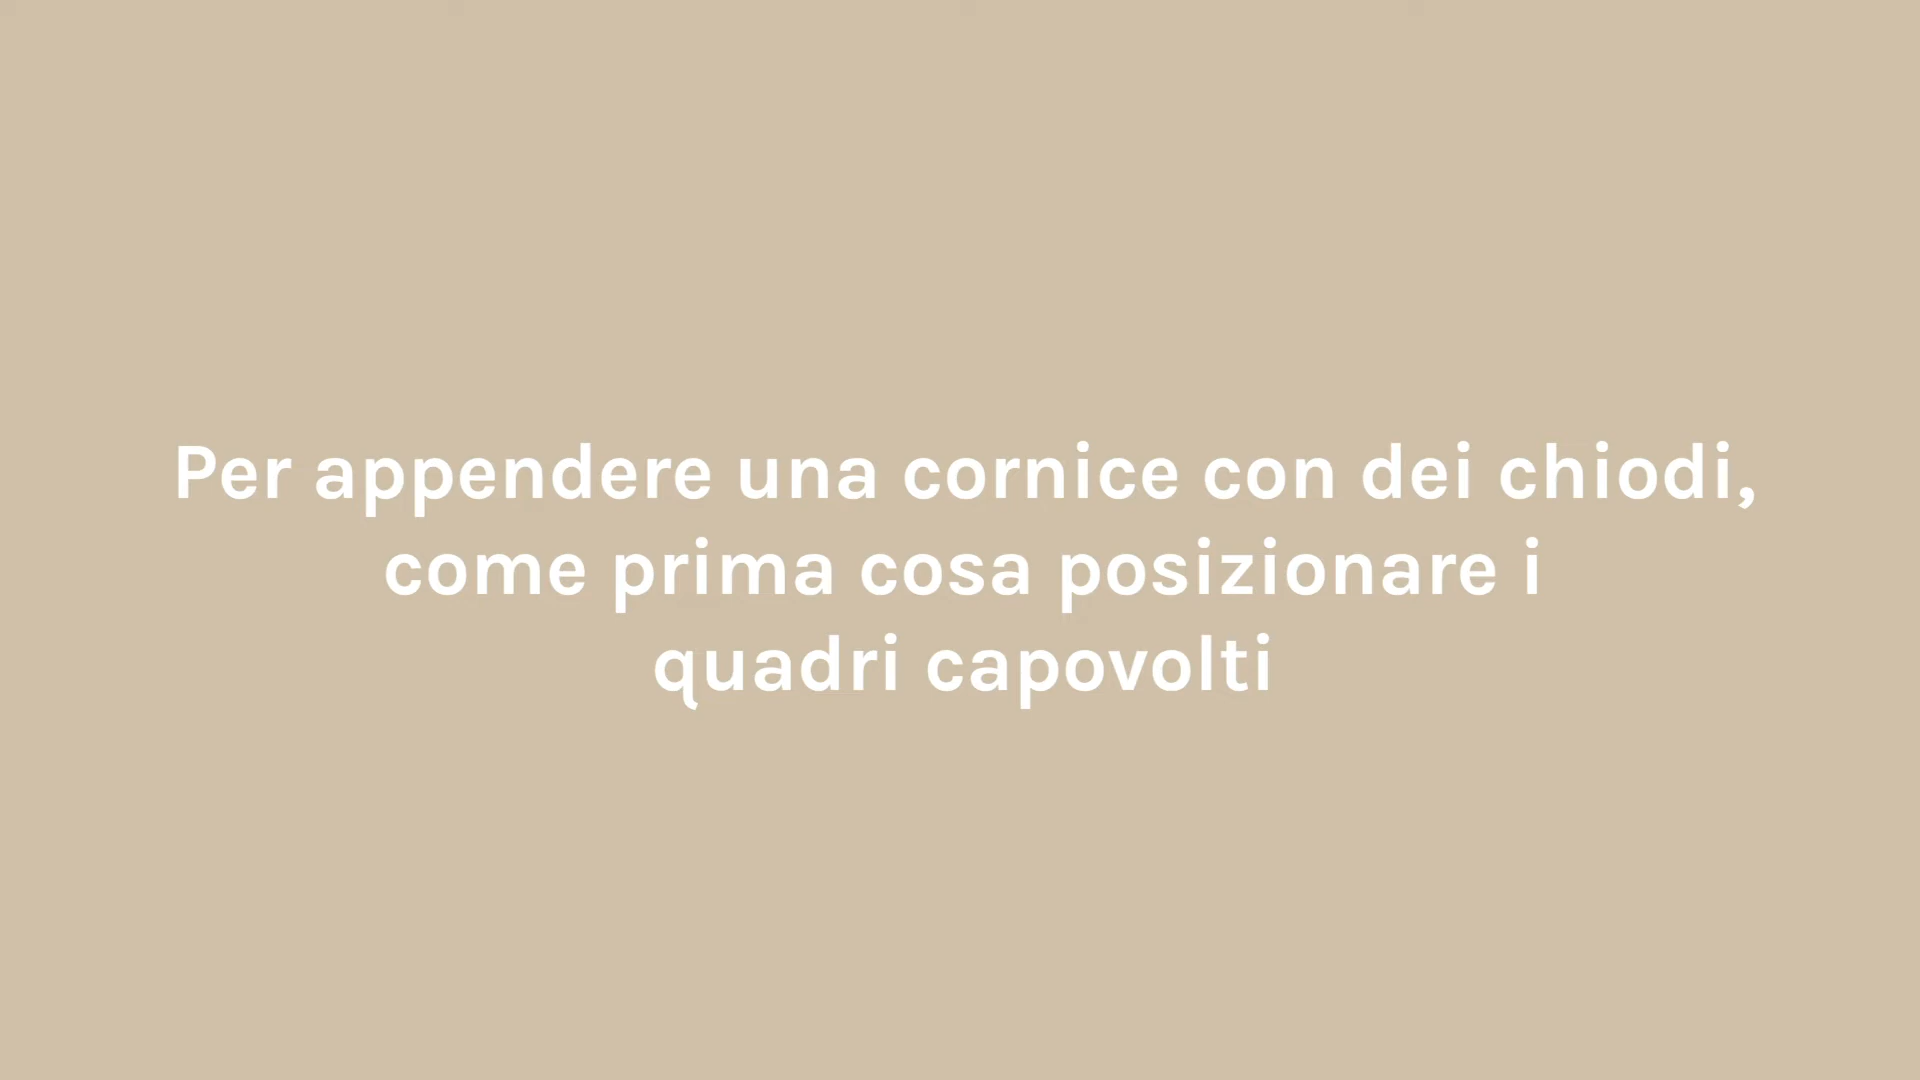 Per appendere una cornice con dei chiodi,
come prima cosa posizionare i
quadri capovolti